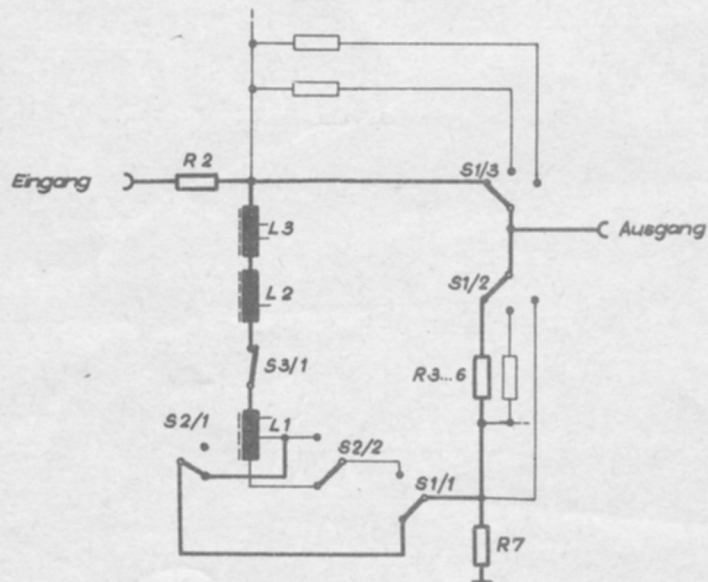 S1/3
R2
Eingang
L3
Ausgang
L2
S1/2
S3/1
R3...6
S2/1
L1
S2/2
S1/1
R7